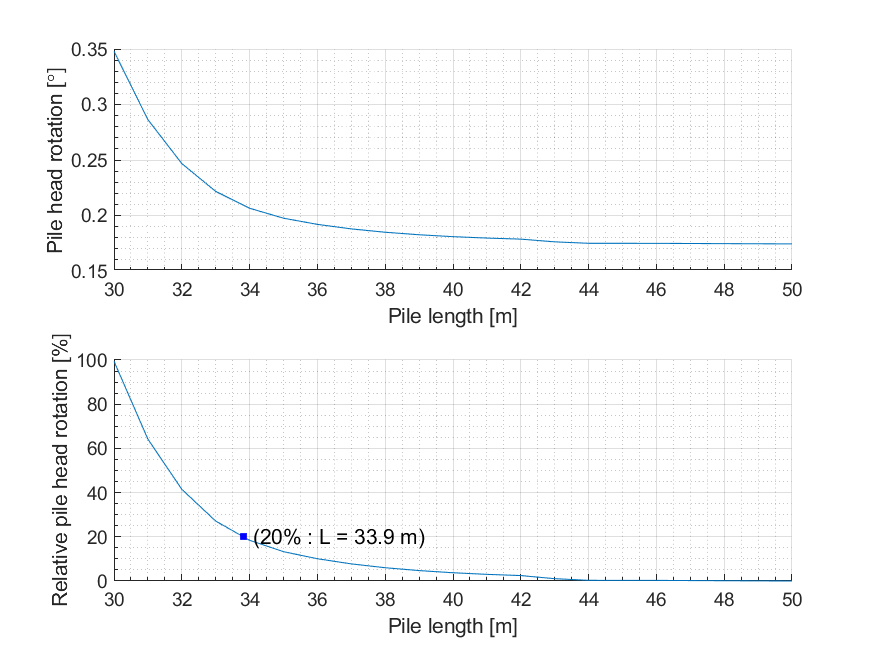 0.35
0.3
0.25
0.2
0.15
Pile head rotation [°]
30 32 34 36 38 40 42 44 46 48 50
Pile length [m]
100
80
60
40
20
0
Relative pile head rotation [%]
(20% : L = 33.9 m)
30 32 34 36 38 40 42 44 46 48 50
Pile length [m]